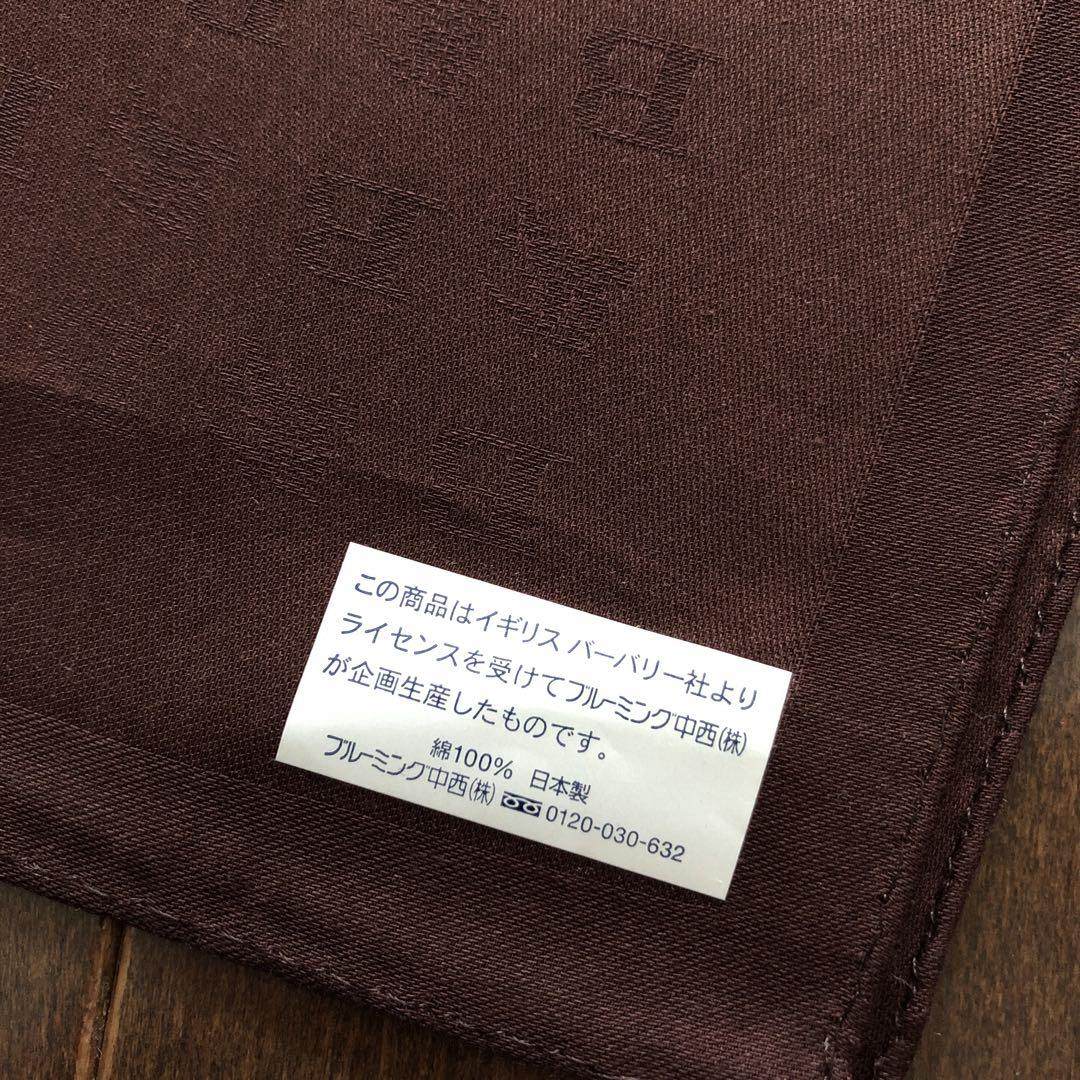 この商品はイギリス バーバリー社より
ライセンスを受けてブルーミング中西(株)
が企画生産したものです。
綿100% 日本製
ブルーミング中西(株) 0120-030-632